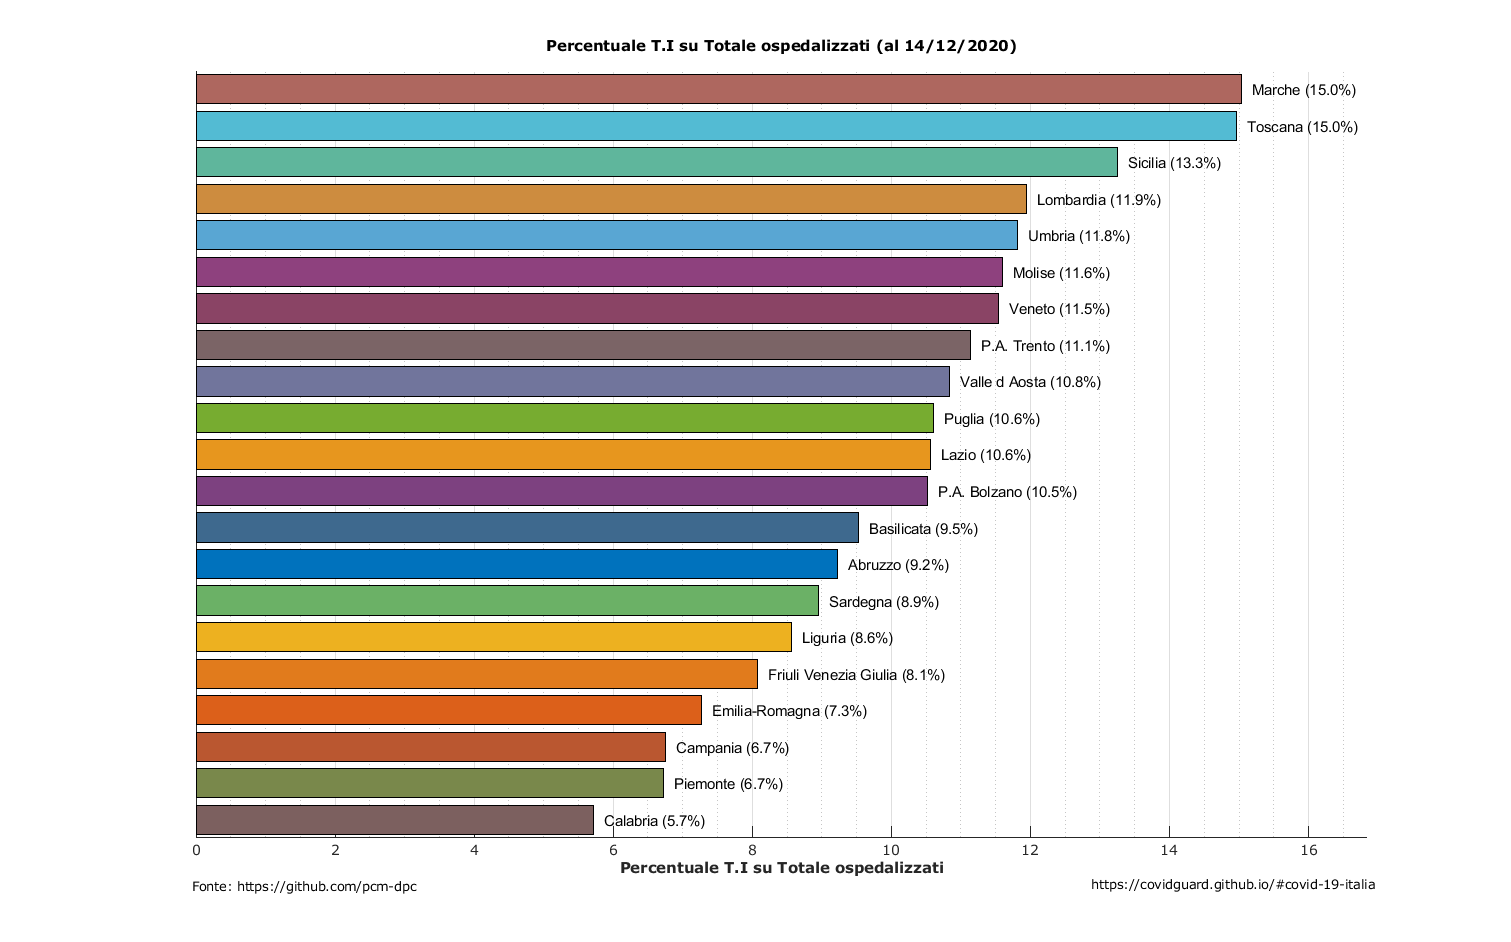 Percentuale T.I su Totale ospedalizzati (al 14/12/2020)
Marche (15.0%)
Toscana (15.0%)
Sicilia (13.3%)
Lombardia (11.9%)
Umbria (11.8%)
Molise (11.6%)
Veneto (11.5%)
P.A. Trento (11.1%)
Valle d Aosta (10.8%)
Puglia (10.6%)
Lazio (10.6%)
P.A. Bolzano (10.5%)
Basilicata (9.5%)
Abruzzo (9.2%)
Sardegna (8.9%)
Liguria (8.6%)
Friuli Venezia Giulia (8.1%)
Emilia-Romagna (7.3%)
Campania (6.7%)
Piemonte (6.7%)
Calabria (5.7%)
0 2 4 6 8 10 12 14 16
Percentuale T.I su Totale ospedalizzati
Fonte: https://github.com/pcm-dpc
https://covidguard.github.io/#covid-19-italia